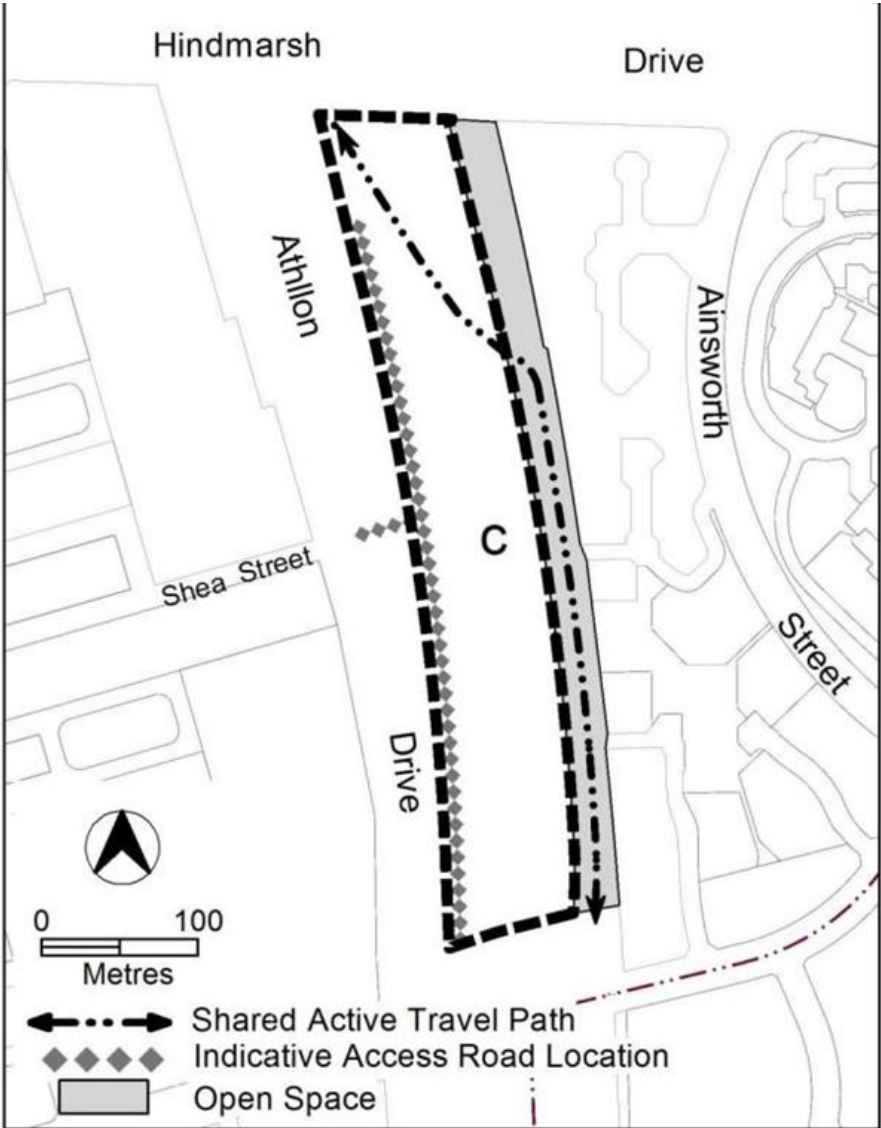 Hindmarsh
Drive
Athllon
Ainsworth
C
Shea Street
Street
Drive
0 100
Metres
Shared Active Travel Path
Indicative Access Road Location
Open Space